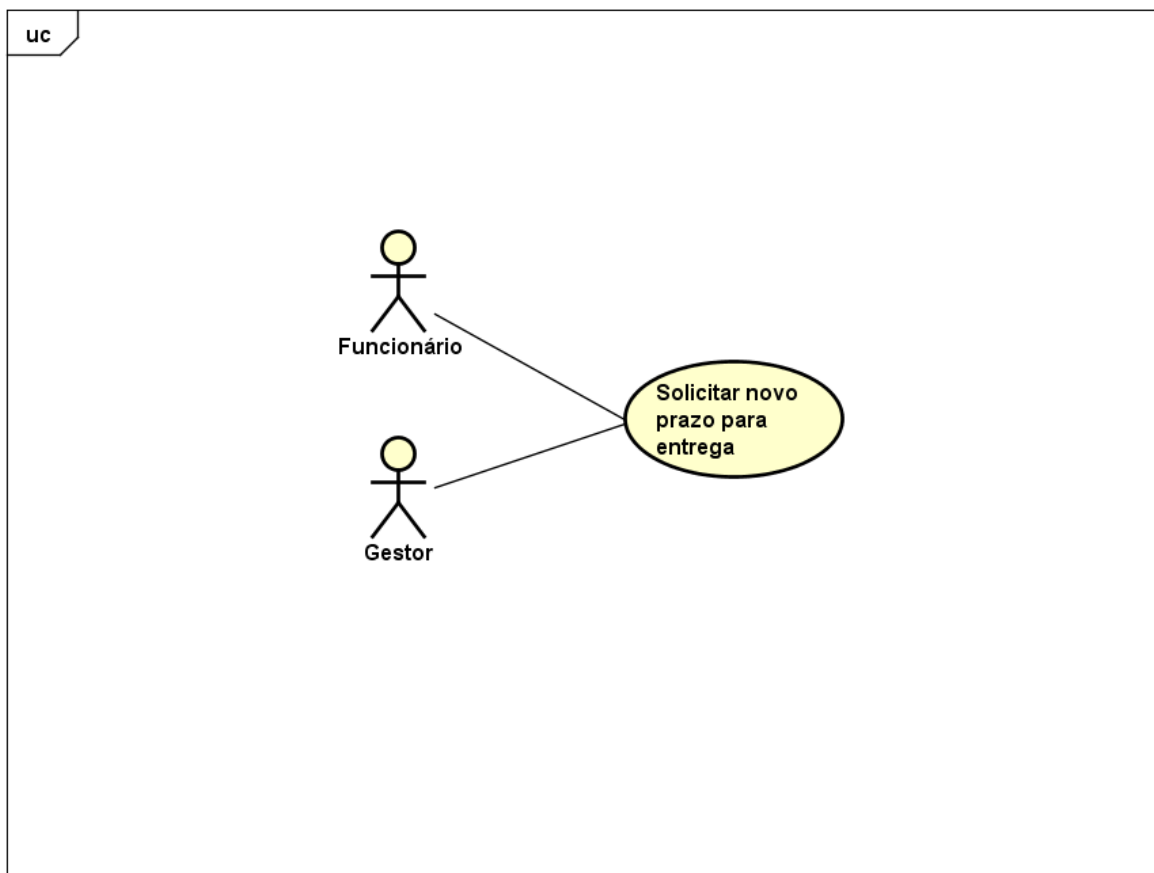 uc
Funcionário
Solicitar novo
prazo para
entrega
Gestor